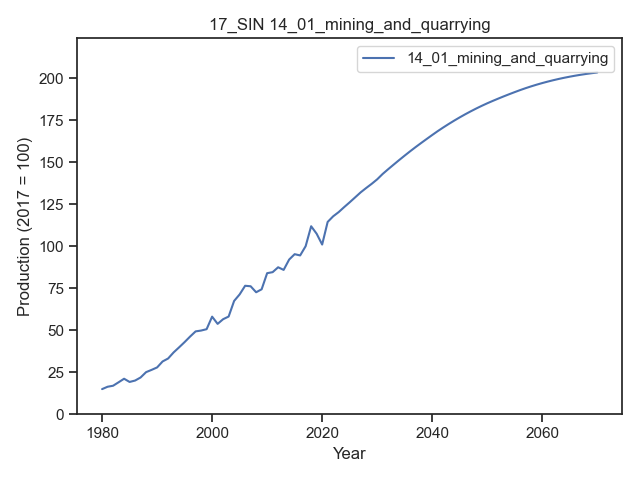 17_SIN 14_01_mining_and_quarrying
14_01_mining_and_quarrying
Production (2017 = 100)
200
175
150
125
100
75
50
25
0
1980 2000 2020 2040 2060
Year